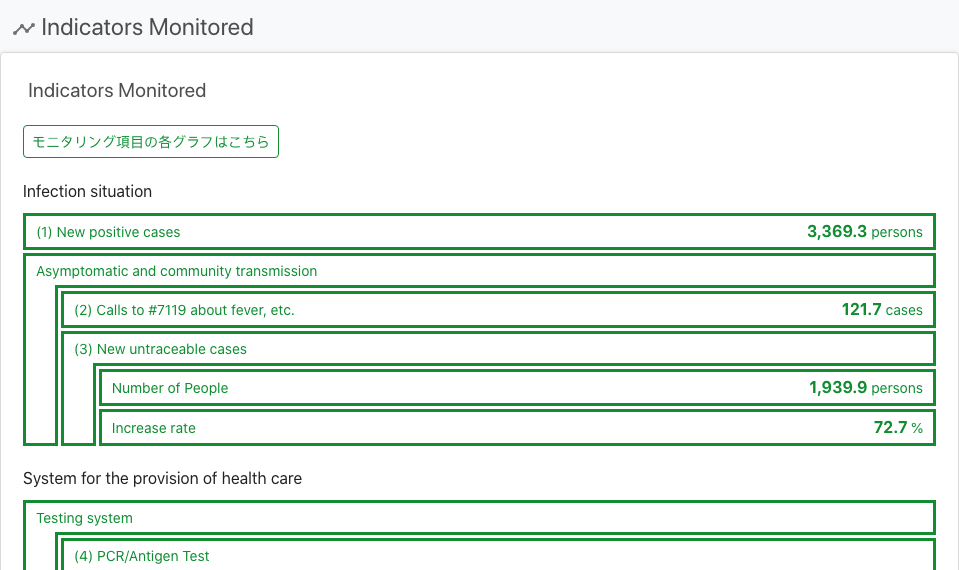 Indicators Monitored
Indicators Monitored
モニタリング項目の各グラフはこちら
Infection situation
(1) New positive cases 3,369.3 persons
Asymptomatic and community transmission
(2) Calls to #7119 about fever, etc. 121.7 cases
(3) New untraceable cases
Number of People 1,939.9 persons
Increase rate 72.7 %
System for the provision of health care
Testing system
(4) PCR/Antigen Test